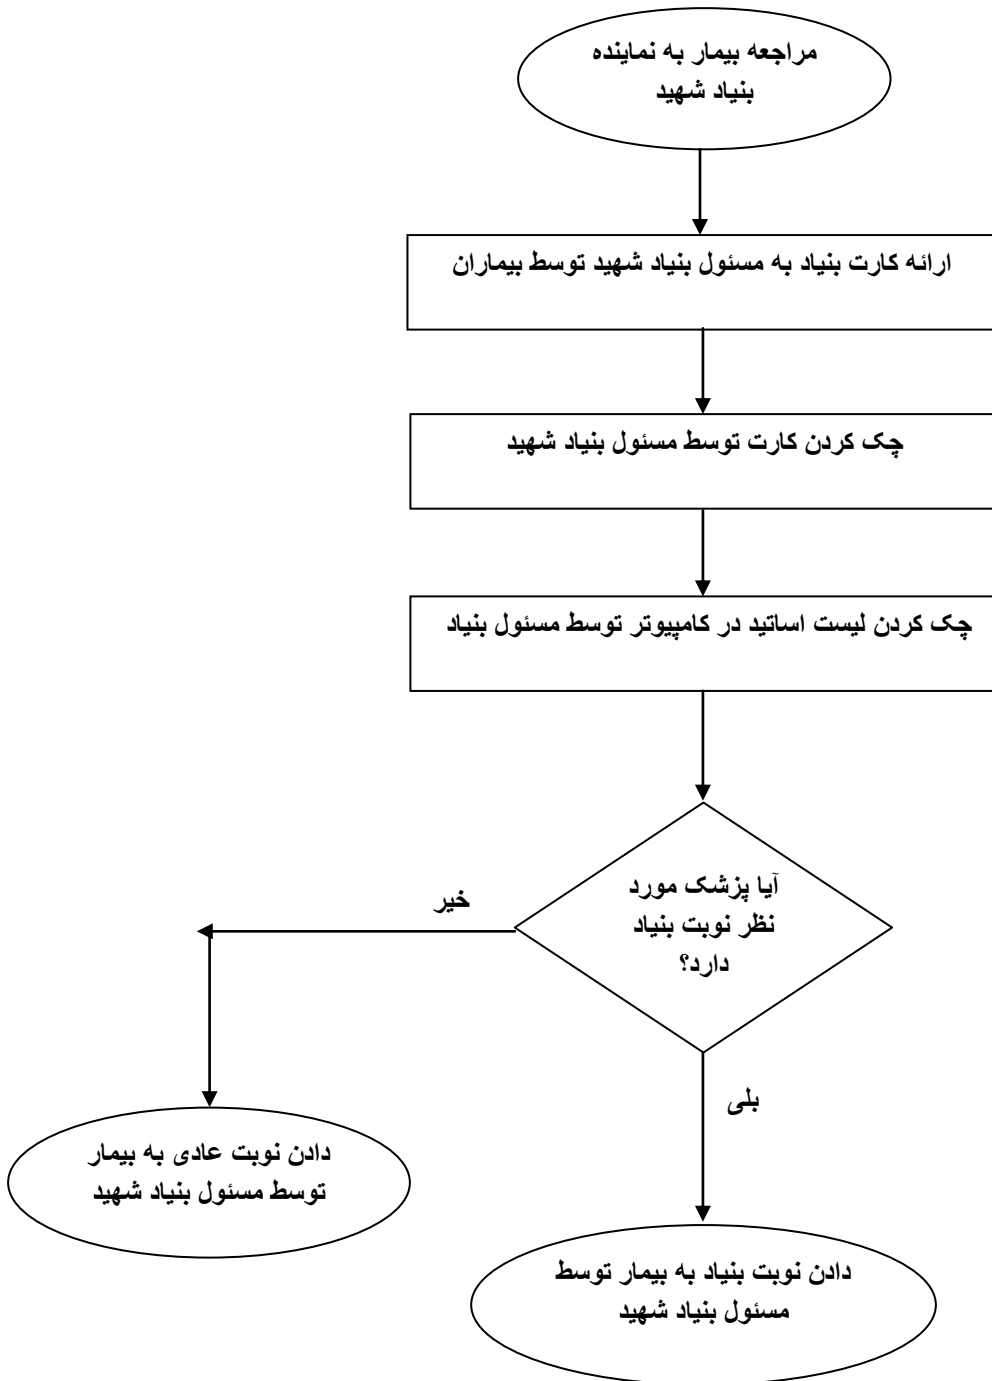 مراجعه بیمار به نماینده
بنیاد شهید
ارائه کارت بنیاد به مسئول بنیاد شهید توسط بیماران
چک کردن کارت توسط مسئول بنیاد شهید
چک کردن لیست اساتید در کامپیوتر توسط مسئول بنیاد
آیا پزشک مورد
نظر نوبت بنیاد
دارد؟
خیر
بلی
دادن نوبت عادی به بیمار
توسط مسئول بنیاد شهید
دادن نوبت بنیاد به بیمار توسط
مسئول بنیاد شهید